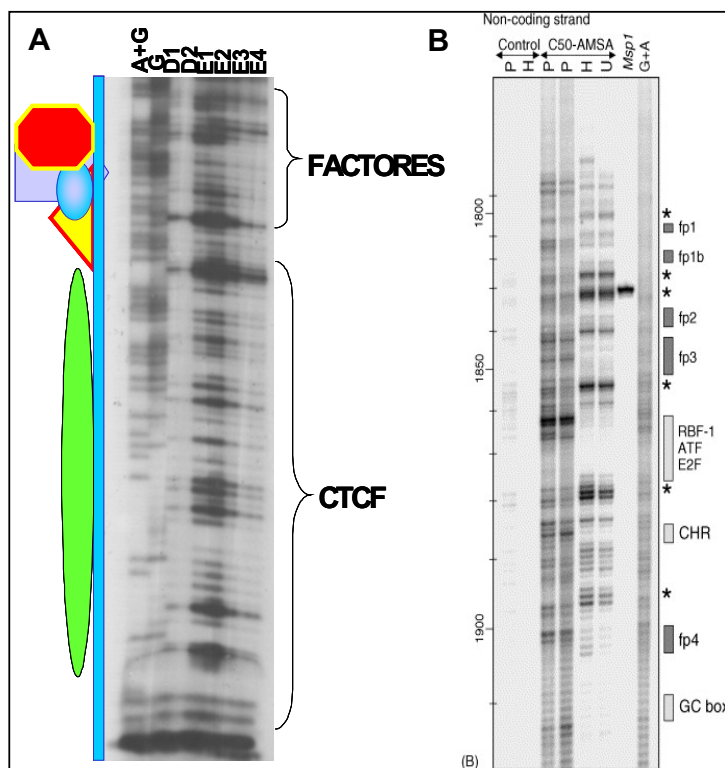 A
A+G
G
D1
D2
E1
E2
E3
E4
FACTORES
CTCF
B
Non-coding strand
Control C50-AMSA
P
H
P
P
H
U
Msp1
G+A
1800
1850
1900
*
fp1
fp1b
*
*
fp2
fp3
*
RBF-1
ATF
E2F
*
CHR
*
fp4
GC box
(B)